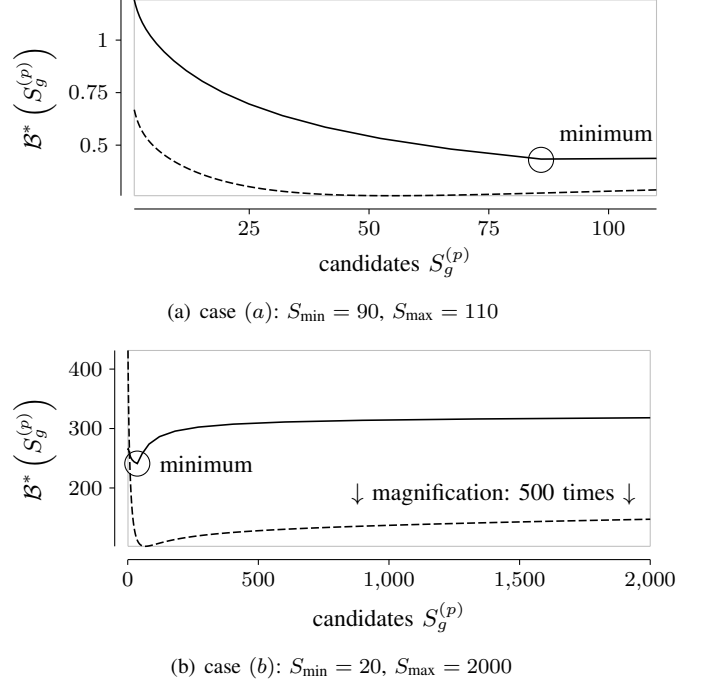 1
0.75
0.5
B* (S_g^(p))
minimum
25 50 75 100
candidates S_g^(p)
(a) case (a): S_min = 90, S_max = 110
400
300
200
B* (S_g^(p))
minimum
↓ magnification: 500 times ↓
0 500 1,000 1,500 2,000
candidates S_g^(p)
(b) case (b): S_min = 20, S_max = 2000